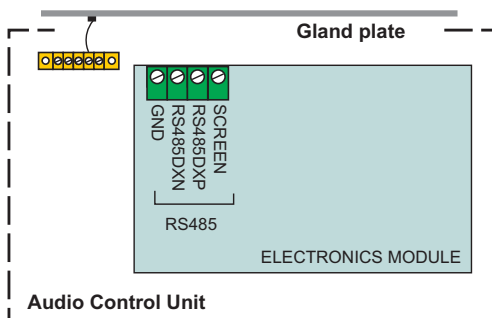 Gland plate
GND
RS485DXN
RS485DXP
SCREEN
RS485
ELECTRONICS MODULE
Audio Control Unit